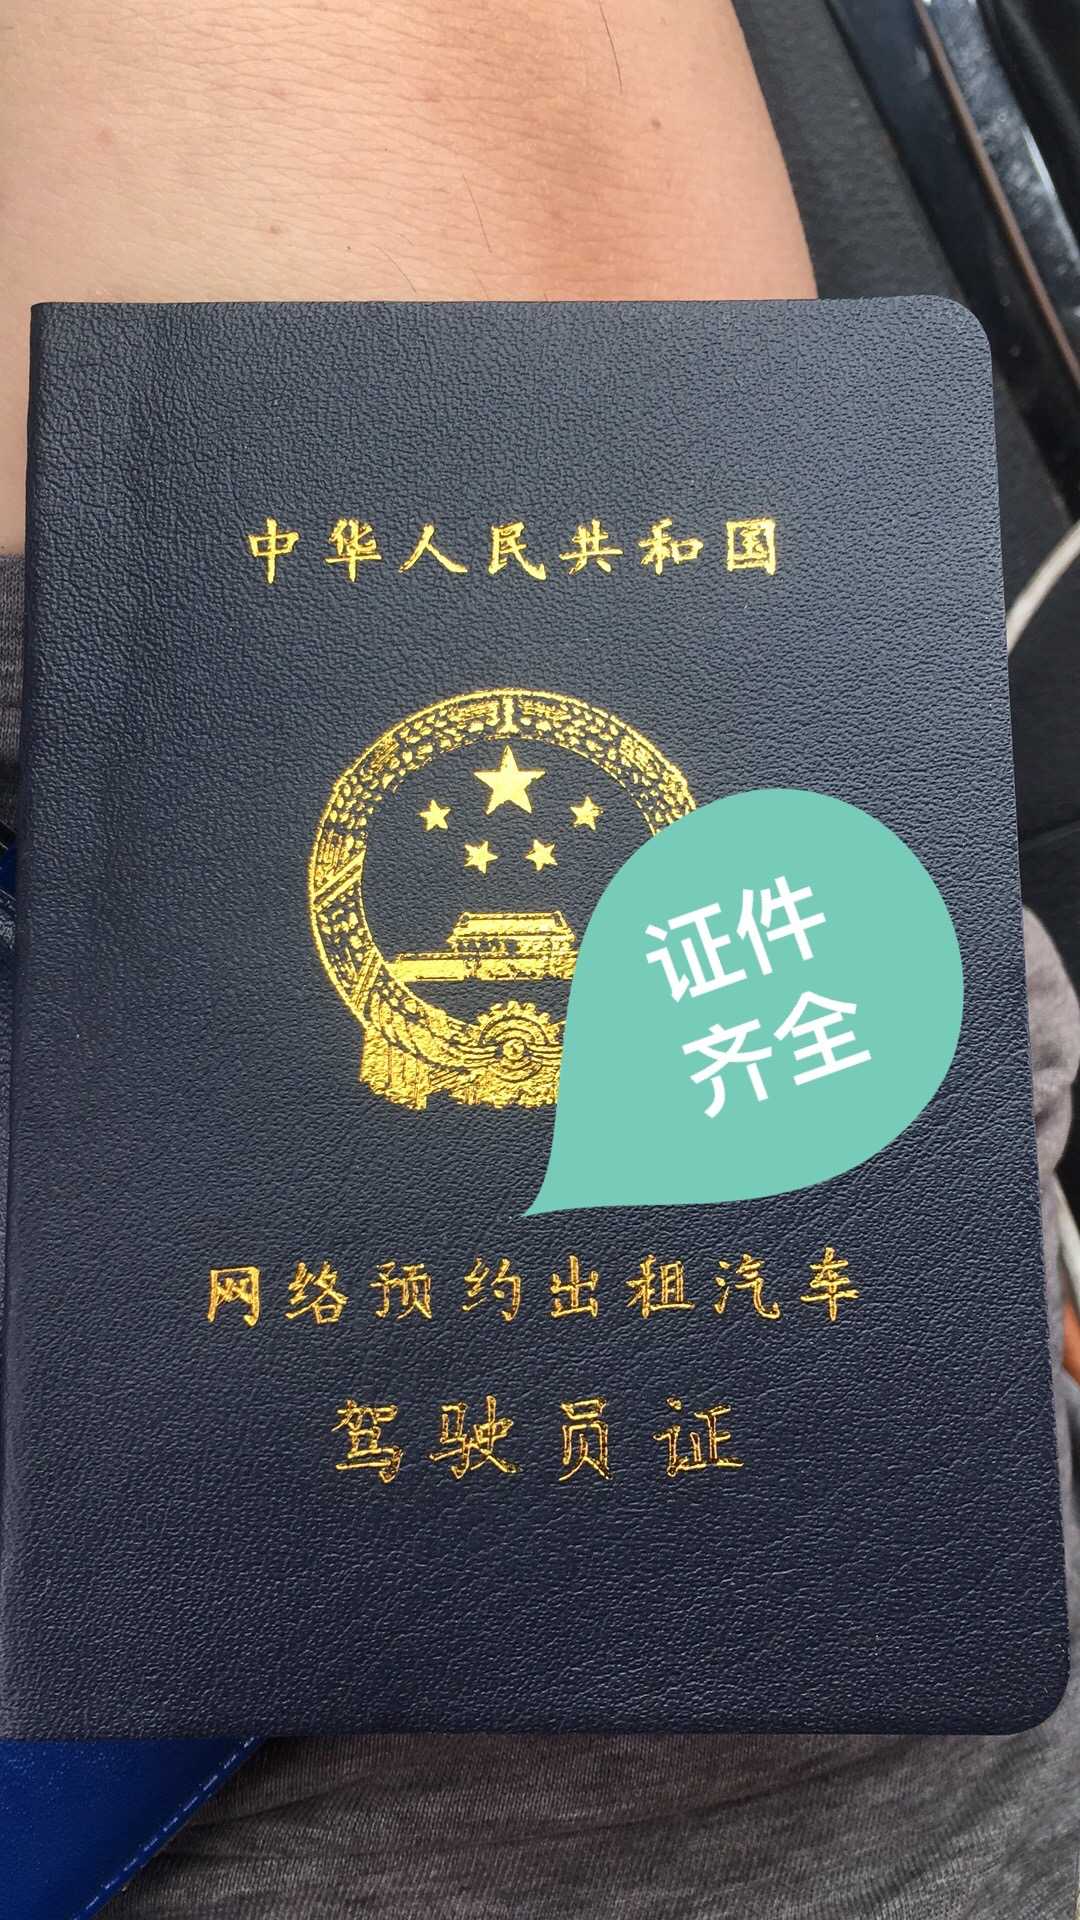 中华人民共和国
证件
齐全
网络预约出租汽车
驾驶员证